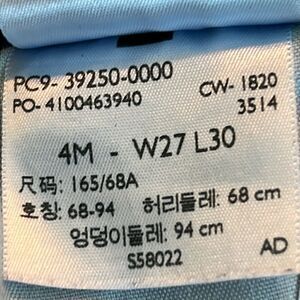 PC9- 39250-0000
PO- 4100463940 CW- 1820
3514
4M - W27 L30
尺码: 165/68A
호칭: 68-94 허리둘레: 68 cm
엉덩이둘레: 94 cm
S58022 AD